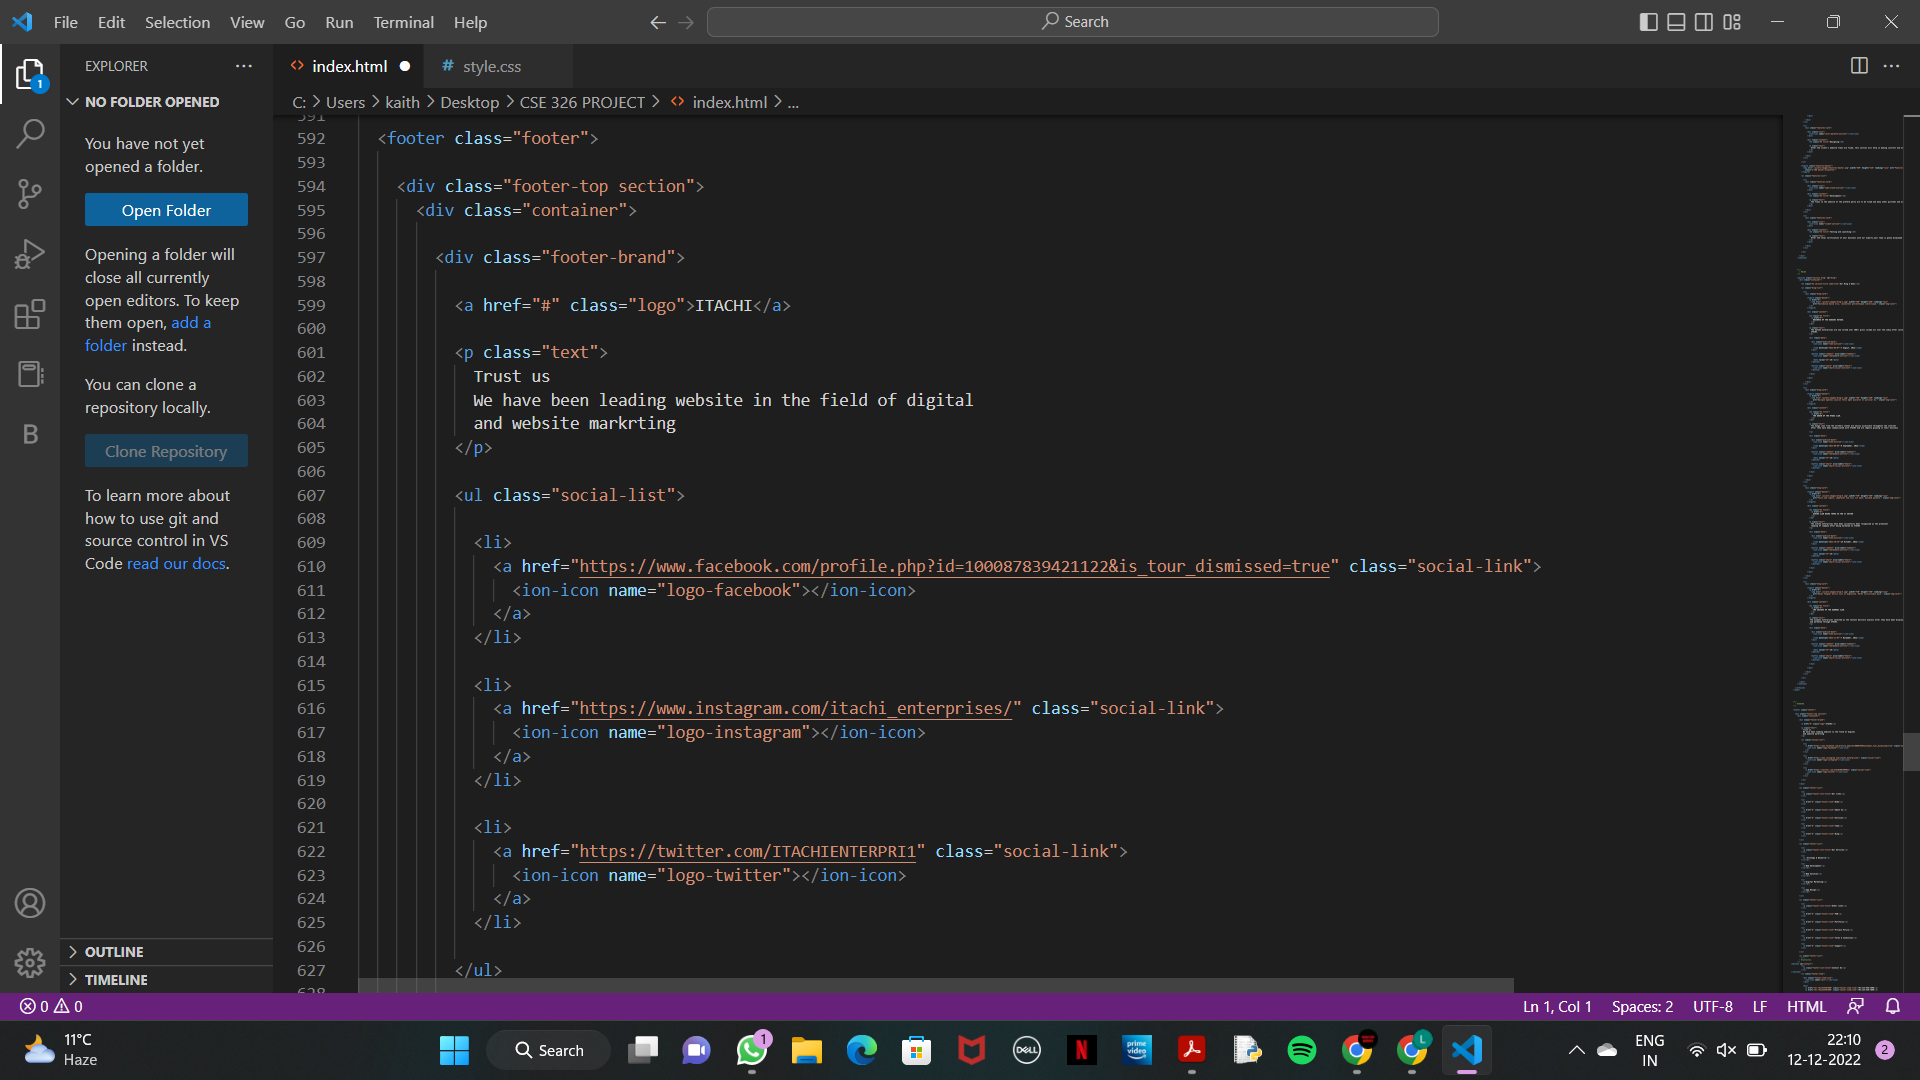 File Edit Selection View Go Run Terminal Help
Search
EXPLORER
index.html
# style.css
1
NO FOLDER OPENED
C: > Users > kaith > Desktop > CSE 326 PROJECT > <> index.html > ...
You have not yet
opened a folder.
Open Folder
Opening a folder will
close all currently
open editors. To keep
them open, add a
folder instead.
You can clone a
repository locally.
Clone Repository
To learn more about
how to use git and
source control in VS
Code read our docs.
B
OUTLINE
TIMELINE
591
592 <footer class="footer">
593
594 <div class="footer-top section">
595 <div class="container">
596
597 <div class="footer-brand">
598
599 <a href="#" class="logo">ITACHI</a>
600
601 <p class="text">
602 Trust us
603 We have been leading website in the field of digital
604 and website markrting
605 </p>
606
607 <ul class="social-list">
608
609 <li>
610 <a href="https://www.facebook.com/profile.php?id=100087839421122&is_tour_dismissed=true" class="social-link">
611 <ion-icon name="logo-facebook"></ion-icon>
612 </a>
613 </li>
614
615 <li>
616 <a href="https://www.instagram.com/itachi_enterprises/" class="social-link">
617 <ion-icon name="logo-instagram"></ion-icon>
618 </a>
619 </li>
620
621 <li>
622 <a href="https://twitter.com/ITACHIENTERPRI1" class="social-link">
623 <ion-icon name="logo-twitter"></ion-icon>
624 </a>
625 </li>
626
627 </ul>
628
0 0
Ln 1, Col 1 Spaces: 2 UTF-8 LF HTML
11°C
Haze
Search
1
DELL
N
prime
video
L
ENG
IN
22:10
12-12-2022
2